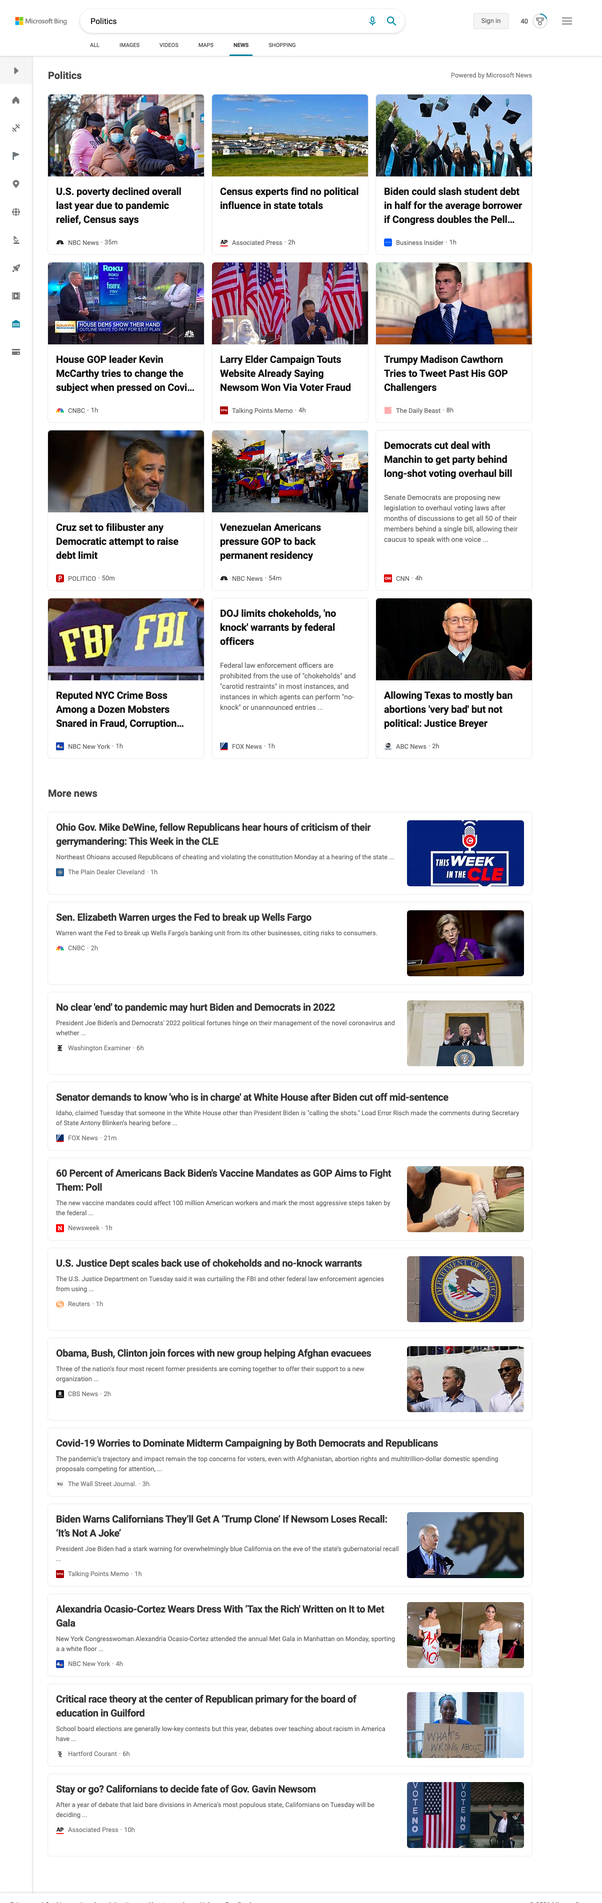 Microsoft Bing
Politics
Sign in
40
ALL
IMAGES
VIDEOS
MAPS
NEWS
SHOPPING
Politics
Powered by Microsoft News
U.S. poverty declined overall
last year due to pandemic
relief, Census says
NBC News · 35m
Census experts find no political
influence in state totals
AP Associated Press · 2h
Biden could slash student debt
in half for the average borrower
if Congress doubles the Pell...
Business Insider · 1h
Roku
fiserv.
HOUSE DEMS SHOW THEIR HAND
OUTLINE WAYS TO PAY FOR $3.5T PLAN
House GOP leader Kevin
McCarthy tries to change the
subject when pressed on Covi...
CNBC · 1h
Larry Elder Campaign Touts
Website Already Saying
Newsom Won Via Voter Fraud
Talking Points Memo · 4h
Trumpy Madison Cawthorn
Tries to Tweet Past His GOP
Challengers
The Daily Beast · 8h
Cruz set to filibuster any
Democratic attempt to raise
debt limit
POLITICO · 50m
Venezuelan Americans
pressure GOP to back
permanent residency
NBC News · 54m
Democrats cut deal with
Manchin to get party behind
long-shot voting overhaul bill
Senate Democrats are proposing new
legislation to overhaul voting laws after
months of discussions to get all 50 of their
members behind a single bill, allowing their
caucus to speak with one voice ...
CNN · 4h
FBI FBI
Reputed NYC Crime Boss
Among a Dozen Mobsters
Snared in Fraud, Corruption...
NBC New York · 1h
DOJ limits chokeholds, 'no
knock' warrants by federal
officers
Federal law enforcement officers are
prohibited from the use of "chokeholds" and
"carotid restraints" in most instances, and
instances in which agents can perform "no-
knock" or unannounced entries ...
FOX News · 1h
Allowing Texas to mostly ban
abortions 'very bad' but not
political: Justice Breyer
ABC News · 2h
More news
Ohio Gov. Mike DeWine, fellow Republicans hear hours of criticism of their
gerrymandering: This Week in the CLE
Northeast Ohioans accused Republicans of cheating and violating the constitution Monday at a hearing of the state ...
The Plain Dealer Cleveland · 1h
THIS
WEEK
IN THE CLE
Sen. Elizabeth Warren urges the Fed to break up Wells Fargo
Warren want the Fed to break up Wells Fargo's banking unit from its other businesses, citing risks to consumers.
CNBC · 2h
No clear 'end' to pandemic may hurt Biden and Democrats in 2022
President Joe Biden's and Democrats' 2022 political fortunes hinge on their management of the novel coronavirus and
whether ...
Washington Examiner · 6h
Senator demands to know 'who is in charge' at White House after Biden cut off mid-sentence
Idaho, claimed Tuesday that someone in the White House other than President Biden is "calling the shots." Load Error Risch made the comments during Secretary
of State Antony Blinken's hearing before ...
FOX News · 21m
60 Percent of Americans Back Biden's Vaccine Mandates as GOP Aims to Fight
Them: Poll
The new vaccine mandates could affect 100 million American workers and mark the most aggressive steps taken by
the federal ...
N Newsweek · 1h
U.S. Justice Dept scales back use of chokeholds and no-knock warrants
The U.S. Justice Department on Tuesday said it was curtailing the FBI and other federal law enforcement agencies
from using ...
Reuters · 1h
DEPARTMENT OF JUSTICE
Obama, Bush, Clinton join forces with new group helping Afghan evacuees
Three of the nation's four most recent former presidents are coming together to offer their support to a new
organization ...
CBS News · 2h
Covid-19 Worries to Dominate Midterm Campaigning by Both Democrats and Republicans
The pandemic's trajectory and impact remain the top concerns for voters, even with Afghanistan, abortion rights and multitrillion-dollar domestic spending
proposals competing for attention, ...
WSJ The Wall Street Journal. · 3h
Biden Warns Californians They'll Get A 'Trump Clone' If Newsom Loses Recall:
'It's Not A Joke'
President Joe Biden had a stark warning for overwhelmingly blue California on the eve of the state's gubernatorial recall
...
Talking Points Memo · 1h
Alexandria Ocasio-Cortez Wears Dress With 'Tax the Rich' Written on It to Met
Gala
New York Congresswoman Alexandria Ocasio-Cortez attended the annual Met Gala in Manhattan on Monday, sporting
a a white floor ...
NBC New York · 4h
Critical race theory at the center of Republican primary for the board of
education in Guilford
School board elections are generally low-key contests but this year, debates over teaching about racism in America
have ...
Hartford Courant · 6h
WHAT'S
WRONG ABOUT
Stay or go? Californians to decide fate of Gov. Gavin Newsom
After a year of debate that laid bare divisions in America's most populous state, Californians on Tuesday will be
deciding ...
AP Associated Press · 10h
VOTE NO
VOTE NO